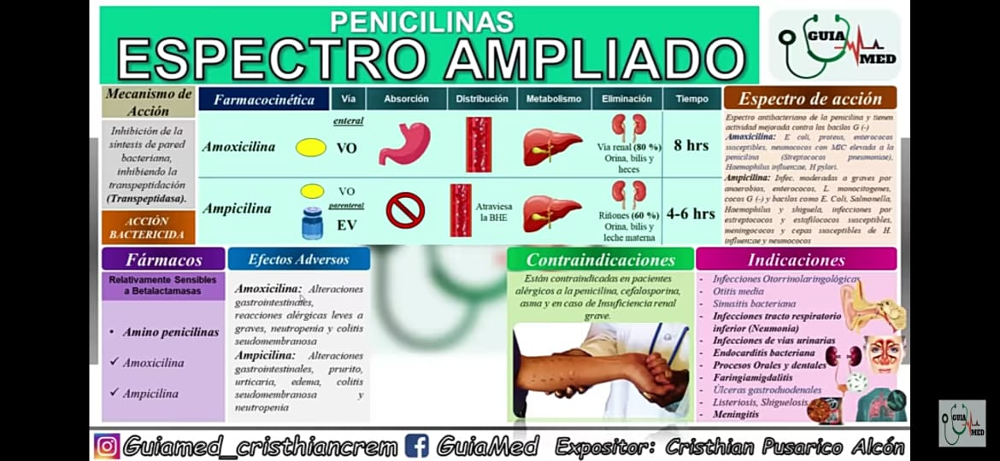 PENICILINAS
ESPECTRO AMPLIADO
GUIA
MED
Mecanismo de
Acción
Inhibición de la
síntesis de pared
bacteriana,
inhibiendo la
transpeptidación
(Transpeptidasa).
ACCIÓN
BACTERICIDA
Farmacocinética
Vía
Absorción
Distribución
Metabolismo
Eliminación
Tiempo
Amoxicilina
enteral
VO
Vía renal (80 %)
Orina, bilis y
heces
8 hrs
Ampicilina
VO
parenteral
EV
Atraviesa
la BHE
Riñones (60 %)
Orina, bilis y
leche materna
4-6 hrs
Espectro de acción
Espectro antibacteriano de la penicilina y tienen
actividad mejorada contra los bacilos G (-)
Amoxicilina: E coli, proteus, enterococos
susceptibles, neumococos con MIC elevada a la
penicilina (Streptococos pneumoniae),
Haemophilus influenzae, H pylori.
Ampicilina: Infec. moderadas a graves por
anaerobios, enterococos, L. monocitogenes,
cocos G (-) y bacilos como E. Coli, Salmonella,
Haemophilus y shiguela, infecciones por
estreptococos y estafilococos susceptibles,
meningococos y cepas susceptibles de H.
influenzae y neumococos
Fármacos
Relativamente Sensibles
a Betalactamasas
• Amino penicilinas
✓ Amoxicilina
✓ Ampicilina
Efectos Adversos
Amoxicilina: Alteraciones
gastrointestinales,
reacciones alérgicas leves a
graves, neutropenia y colitis
seudomembranosa
Ampicilina: Alteraciones
gastrointestinales, prurito,
urticaria, edema, colitis
seudomembranosa y
neutropenia
Contraindicaciones
Están contraindicadas en pacientes
alérgicos a la penicilina, cefalosporina,
asma y en caso de Insuficiencia renal
grave.
Indicaciones
- Infecciones Otorrinolaringológicas
- Otitis media
- Sinusitis bacteriana
- Infecciones tracto respiratorio
inferior (Neumonía)
- Infecciones de vías urinarias
- Endocarditis bacteriana
- Procesos Orales y dentales
- Faringiamigdalitis
- Úlceras gastroduodenales
- Listeriosis, Shiguelosis
- Meningitis
Guiamed_cristhiancrem GuiaMed Expositor: Cristhian Pusarico Alcón
GUIA
MED